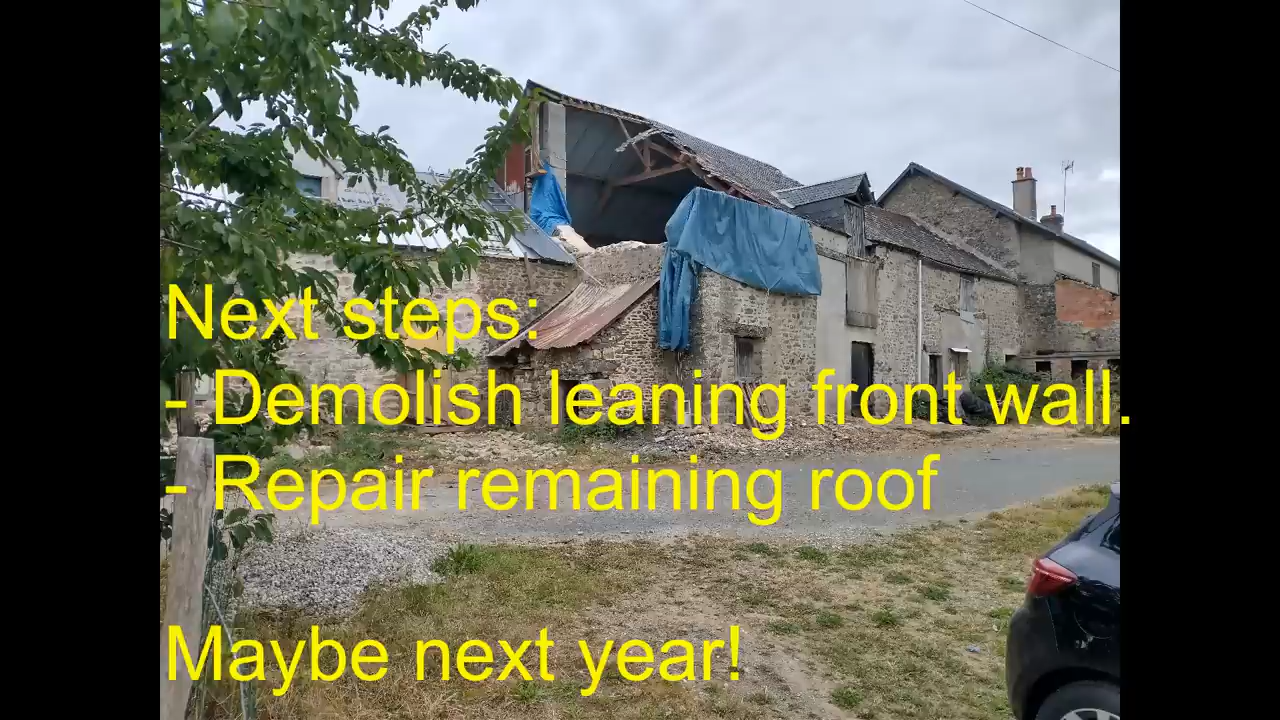 Next steps:
- Demolish leaning front wall.
- Repair remaining roof
Maybe next year!